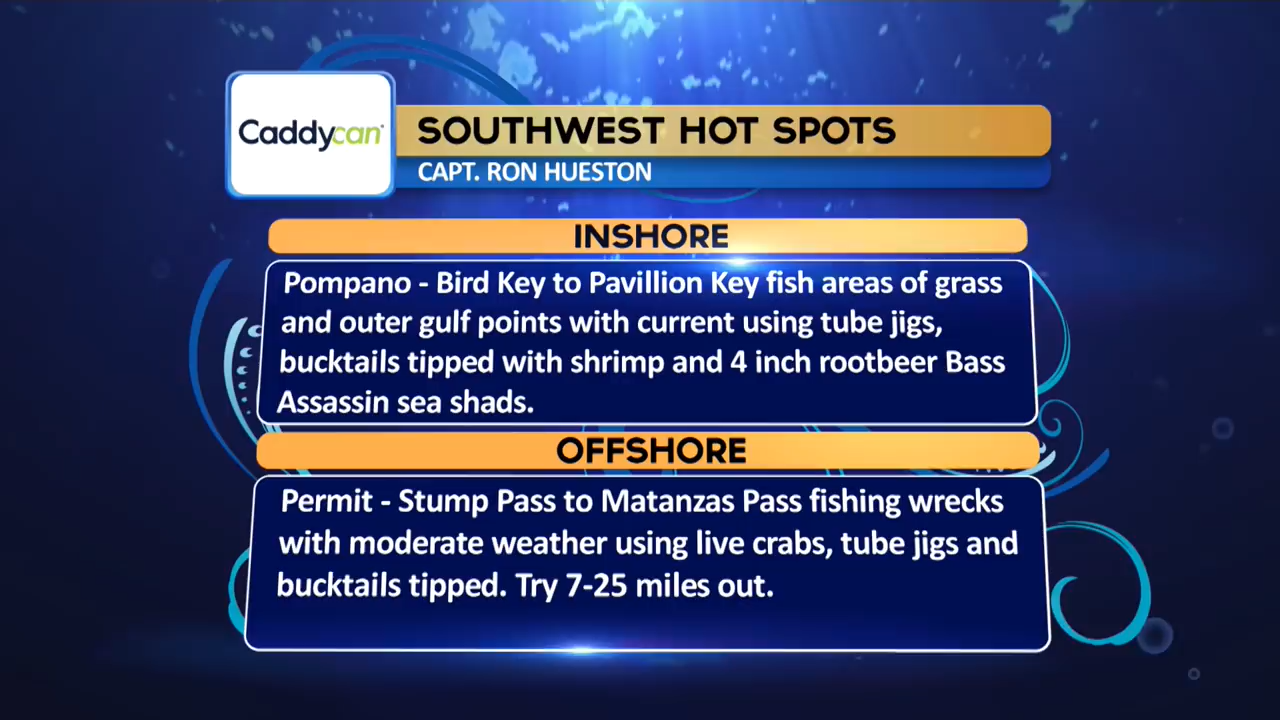 Caddycan
SOUTHWEST HOT SPOTS
CAPT. RON HUESTON
INSHORE
Pompano - Bird Key to Pavillion Key fish areas of grass
and outer gulf points with current using tube jigs,
bucktails tipped with shrimp and 4 inch rootbeer Bass
Assassin sea shads.
OFFSHORE
Permit - Stump Pass to Matanzas Pass fishing wrecks
with moderate weather using live crabs, tube jigs and
bucktails tipped. Try 7-25 miles out.